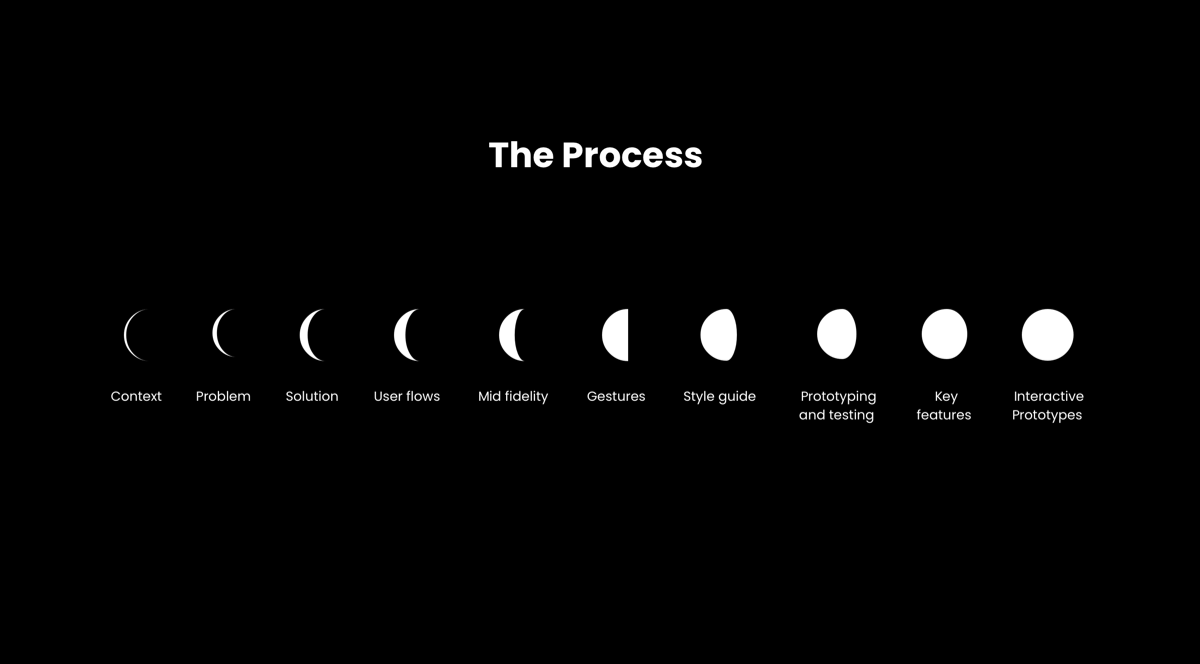 The Process
Context
Problem
Solution
User flows
Mid fidelity
Gestures
Style guide
Prototyping
and testing
Key
features
Interactive
Prototypes